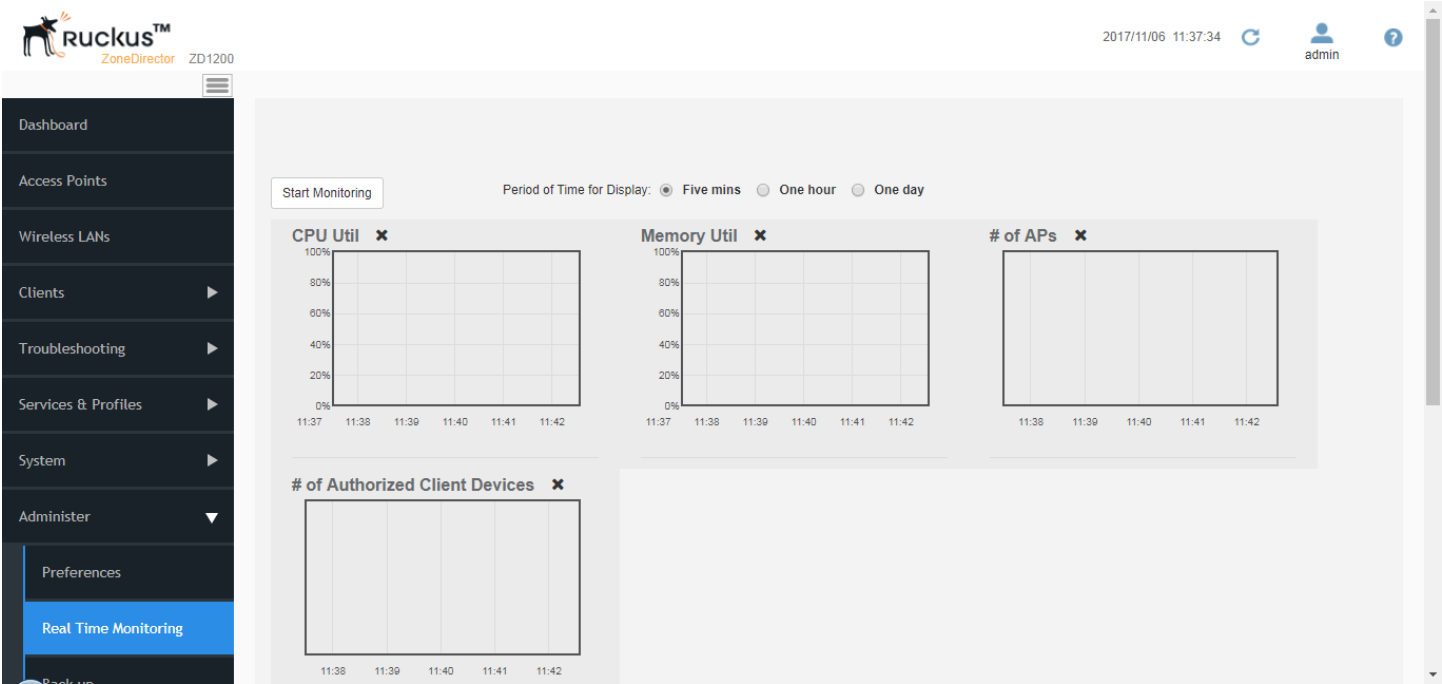 RUCKUS™
ZoneDirector ZD1200
2017/11/06 11:37:34
admin
?
Dashboard
Access Points
Wireless LANs
Clients
Troubleshooting
Services & Profiles
System
Administer
Preferences
Real Time Monitoring
Back up
Start Monitoring
Period of Time for Display: Five mins One hour One day
CPU Util
100%
80%
60%
40%
20%
0%
11:37 11:38 11:39 11:40 11:41 11:42
Memory Util
100%
80%
60%
40%
20%
0%
11:37 11:38 11:39 11:40 11:41 11:42
# of APs
11:38 11:39 11:40 11:41 11:42
# of Authorized Client Devices
11:38 11:39 11:40 11:41 11:42